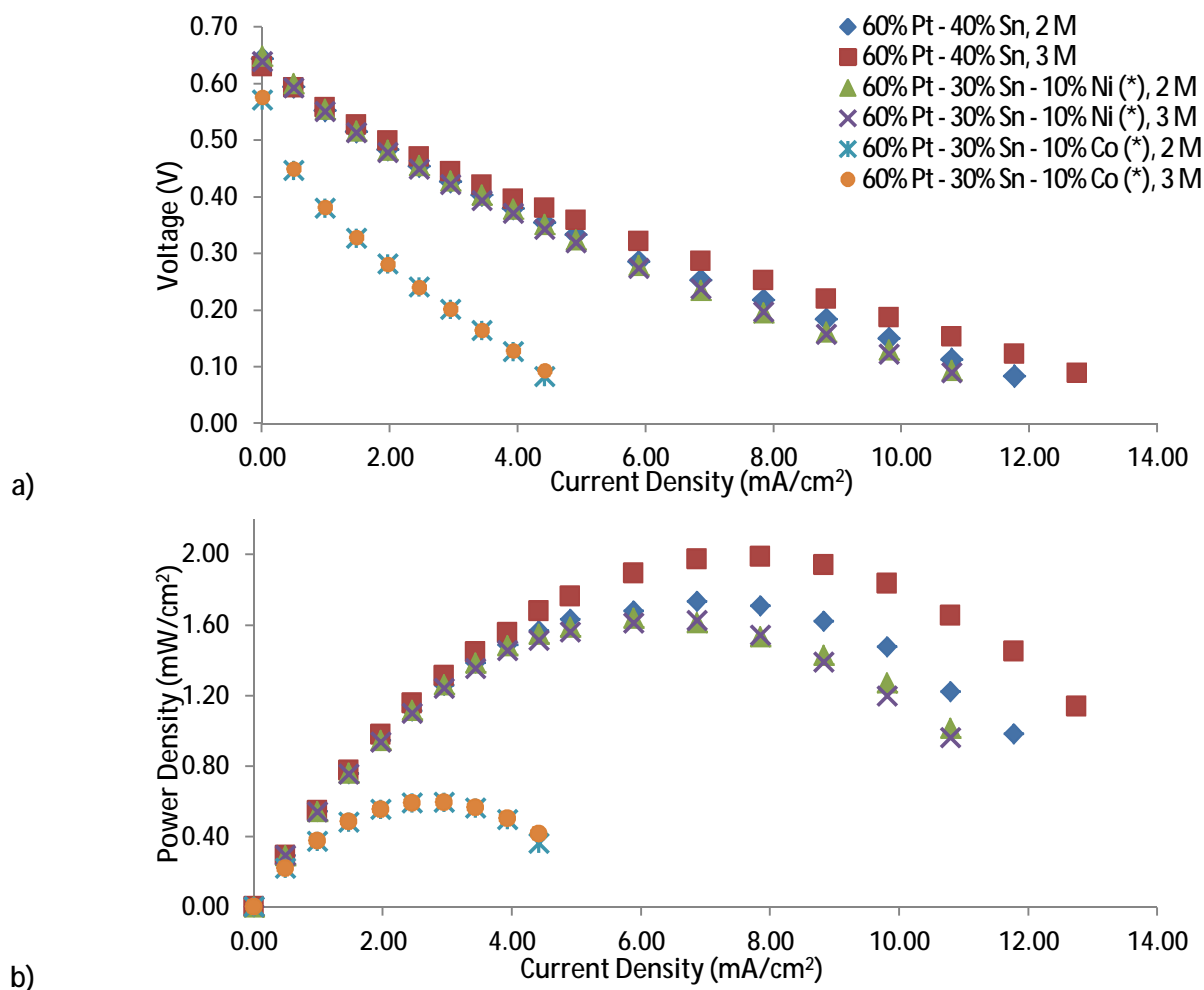 0.70
0.60
0.50
0.40
0.30
0.20
0.10
0.00
Voltage (V)
60% Pt - 40% Sn, 2 M
60% Pt - 40% Sn, 3 M
60% Pt - 30% Sn - 10% Ni (*), 2 M
60% Pt - 30% Sn - 10% Ni (*), 3 M
60% Pt - 30% Sn - 10% Co (*), 2 M
60% Pt - 30% Sn - 10% Co (*), 3 M
0.00 2.00 4.00 6.00 8.00 10.00 12.00 14.00
Current Density (mA/cm²)
a)
2.00
1.60
1.20
0.80
0.40
0.00
Power Density (mW/cm²)
0.00 2.00 4.00 6.00 8.00 10.00 12.00 14.00
Current Density (mA/cm²)
b)